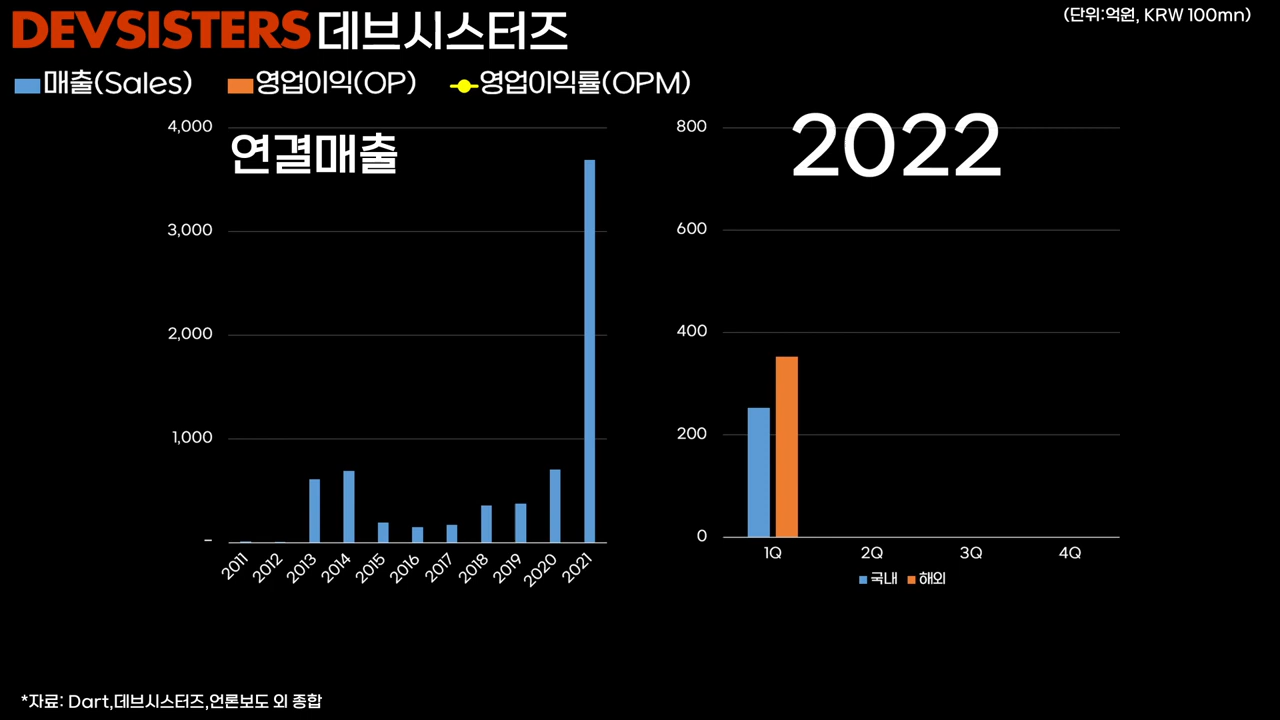 DEVSISTERS 데브시스터즈
(단위:억원, KRW 100mn)
매출(Sales) 영업이익(OP) 영업이익률(OPM)
연결매출
4,000
3,000
2,000
1,000
–
2011 2012 2013 2014 2015 2016 2017 2018 2019 2020 2021
2022
800
600
400
200
0
1Q 2Q 3Q 4Q
국내 해외
*자료: Dart,데브시스터즈,언론보도 외 종합